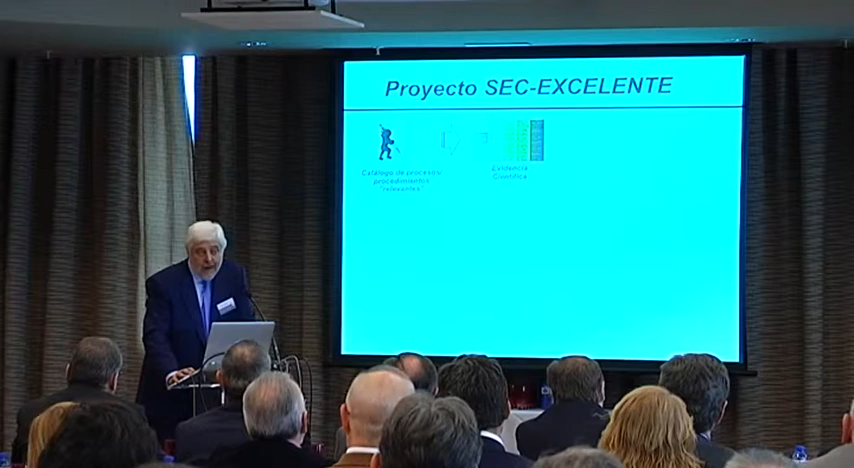 Proyecto SEC-EXCELENTE
Catálogo de procesos/
procedimientos
"relevantes"
Evidencia
Científica